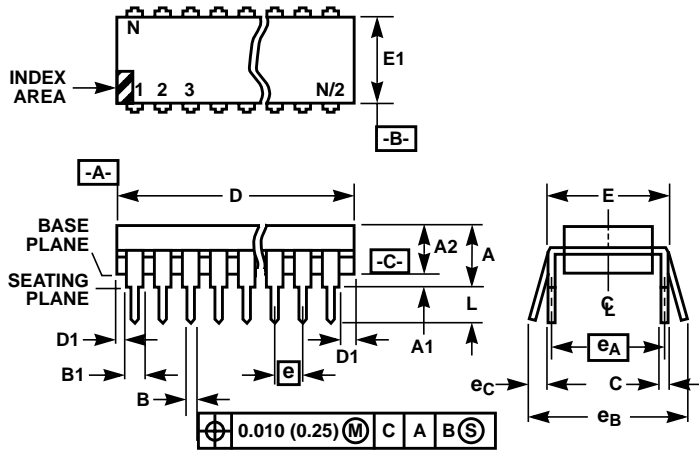 N
E1
INDEX
AREA
1 2 3 N/2
-B-
-A-
D
E
BASE
PLANE
A2
A
-C-
SEATING
PLANE
L
C
L
D1
A1
D1
e
eA
B1
eC
C
B
eB
0.010 (0.25) M C A B S